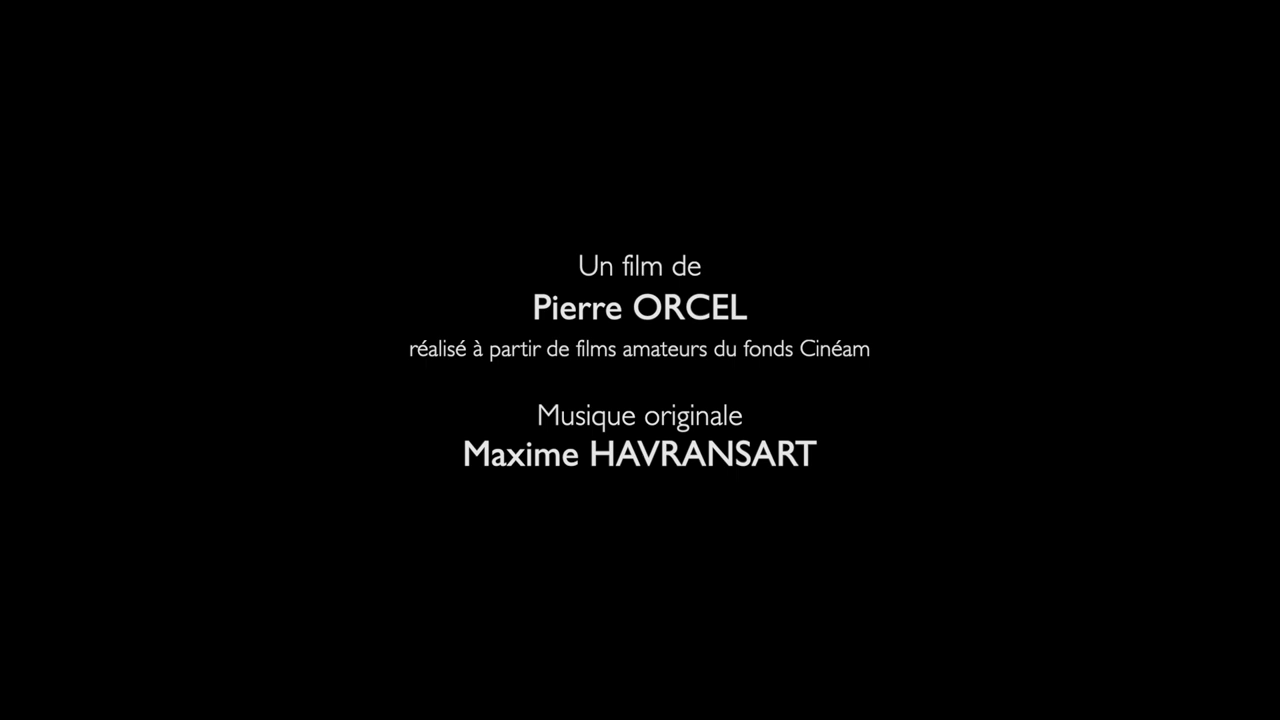 Un film de
Pierre ORCEL
réalisé à partir de films amateurs du fonds Cinéam
Musique originale
Maxime HAVRANSART